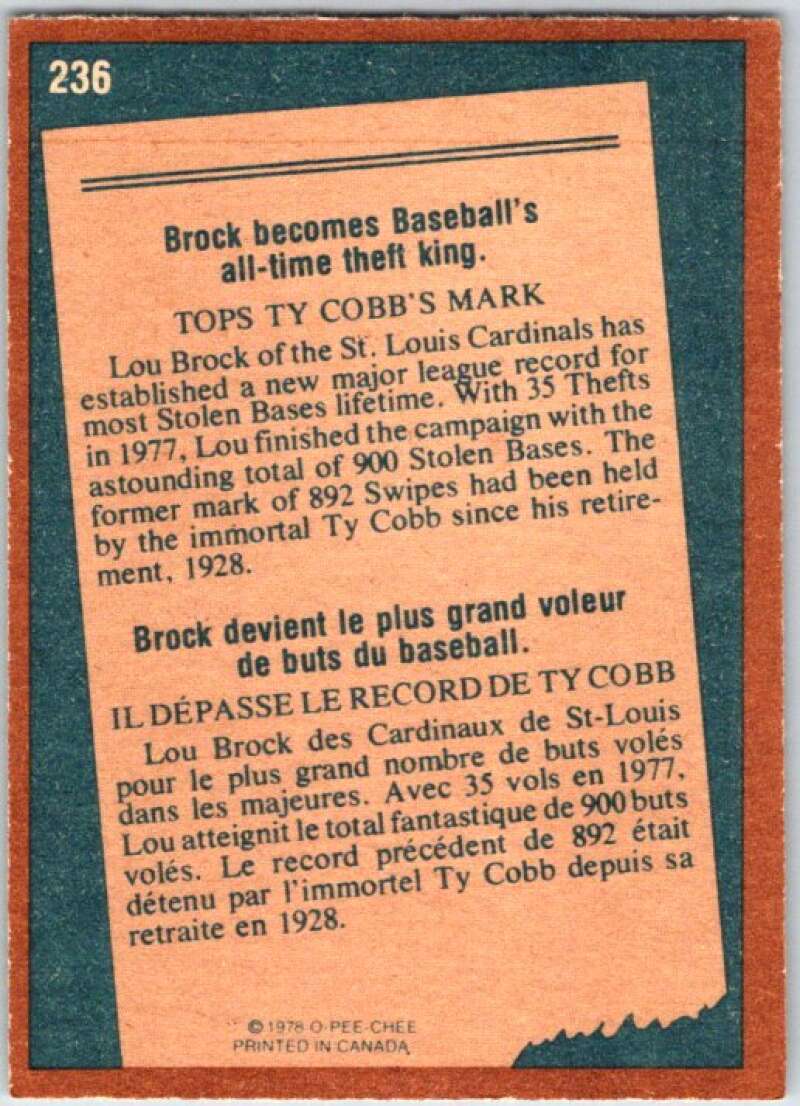 236
Brock becomes Baseball's
all-time theft king.
TOPS TY COBB'S MARK
Lou Brock of the St. Louis Cardinals has
established a new major league record for
most Stolen Bases lifetime. With 35 Thefts
in 1977, Lou finished the campaign with the
astounding total of 900 Stolen Bases. The
former mark of 892 Swipes had been held
by the immortal Ty Cobb since his retire-
ment, 1928.
Brock devient le plus grand voleur
de buts du baseball.
IL DÉPASSE LE RECORD DE TY COBB
Lou Brock des Cardinaux de St-Louis
pour le plus grand nombre de buts volés
dans les majeures. Avec 35 vols en 1977,
Lou atteignit le total fantastique de 900 buts
volés. Le record précédent de 892 était
détenu par l'immortel Ty Cobb depuis sa
retraite en 1928.
© 1978 O-PEE-CHEE
PRINTED IN CANADA